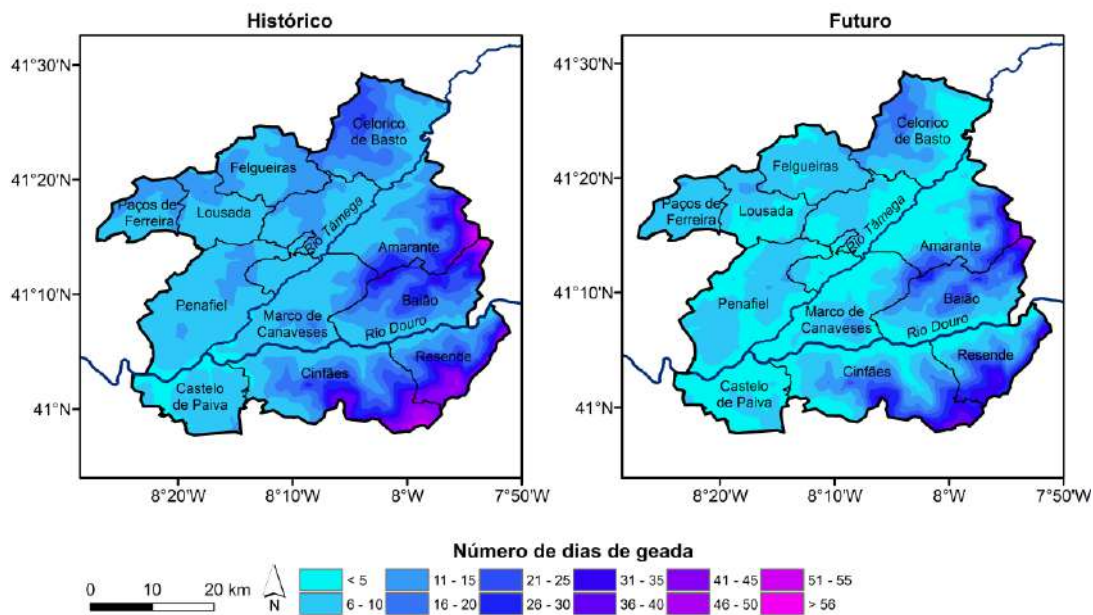 Histórico
Futuro
41°30'N
41°20'N
41°10'N
41°N
8°20'W
8°10'W
8°W
7°50'W
Celorico
de Basto
Felgueiras
Paços de
Ferreira
Lousada
Rio Tâmega
Amarante
Penafiel
Baião
Marco de
Canaveses
Rio Douro
Resende
Cinfães
Castelo
de Paiva
41°30'N
41°20'N
41°10'N
41°N
8°20'W
8°10'W
8°W
7°50'W
Celorico
de Basto
Felgueiras
Paços de
Ferreira
Lousada
Rio Tâmega
Amarante
Penafiel
Baião
Marco de
Canaveses
Rio Douro
Resende
Cinfães
Castelo
de Paiva
Número de dias de geada
0 10 20 km
N
< 5 11 - 15 21 - 25 31 - 35 41 - 45 51 - 55
6 - 10 16 - 20 26 - 30 36 - 40 46 - 50 > 56